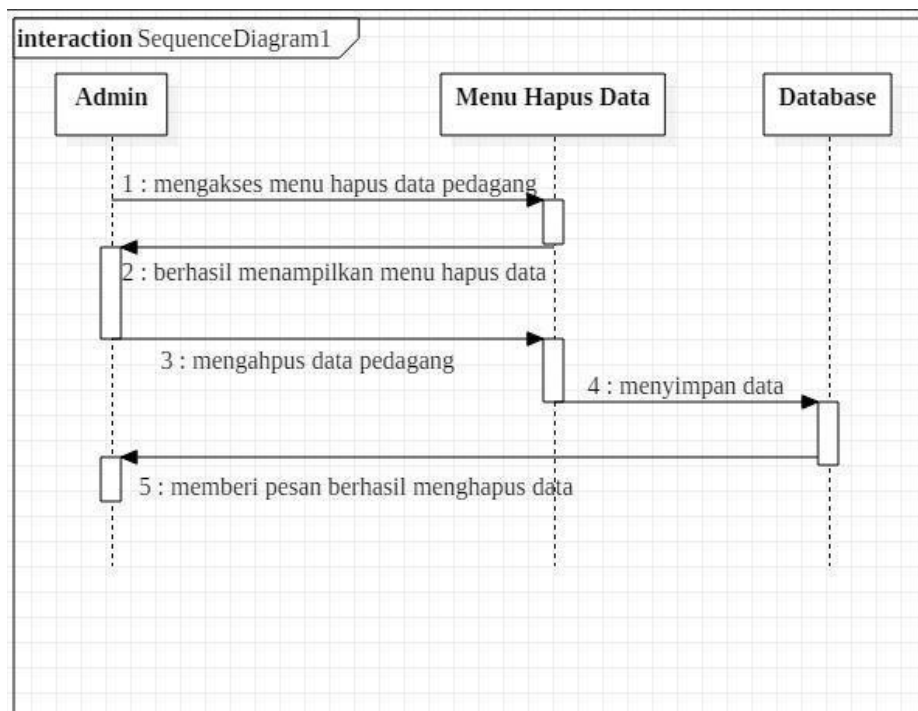 interaction SequenceDiagram1
Admin
Menu Hapus Data
Database
1 : mengakses menu hapus data pedagang
2 : berhasil menampilkan menu hapus data
3 : mengahpus data pedagang
4 : menyimpan data
5 : memberi pesan berhasil menghapus data